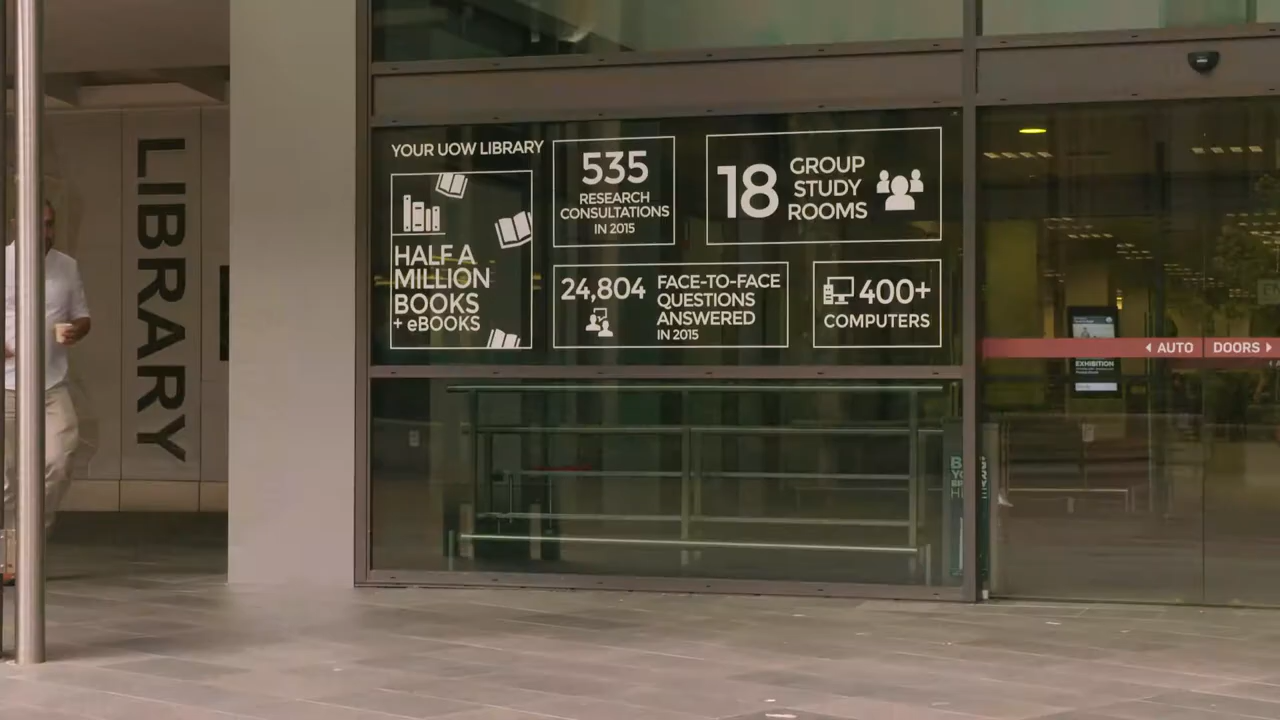 LIBRARY
YOUR UOW LIBRARY
HALF A
MILLION
BOOKS
+ eBOOKS
535
RESEARCH
CONSULTATIONS
IN 2015
18
GROUP
STUDY
ROOMS
24,804
FACE-TO-FACE
QUESTIONS
ANSWERED
IN 2015
400+
COMPUTERS
AUTO DOORS
EXHIBITION